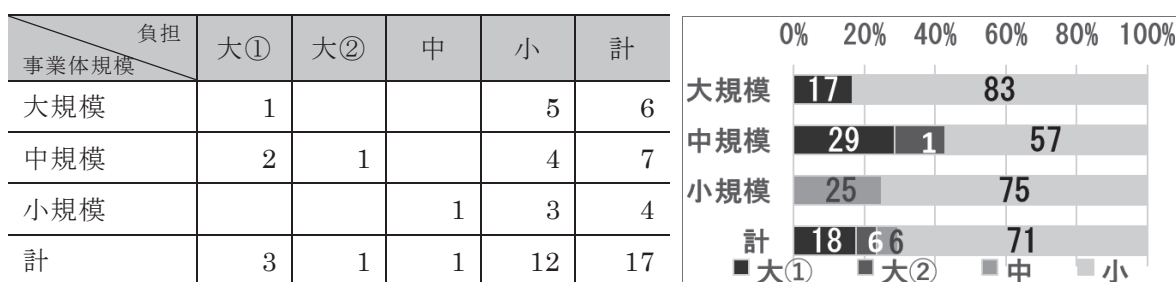 負担
事業体規模
大① 大② 中 小 計
大規模 1 5 6
中規模 2 1 4 7
小規模 1 3 4
計 3 1 1 12 17
0% 20% 40% 60% 80% 100%
大規模 17 83
中規模 29 1 57
小規模 25 75
計 18 6 6 71
大① 大② 中 小